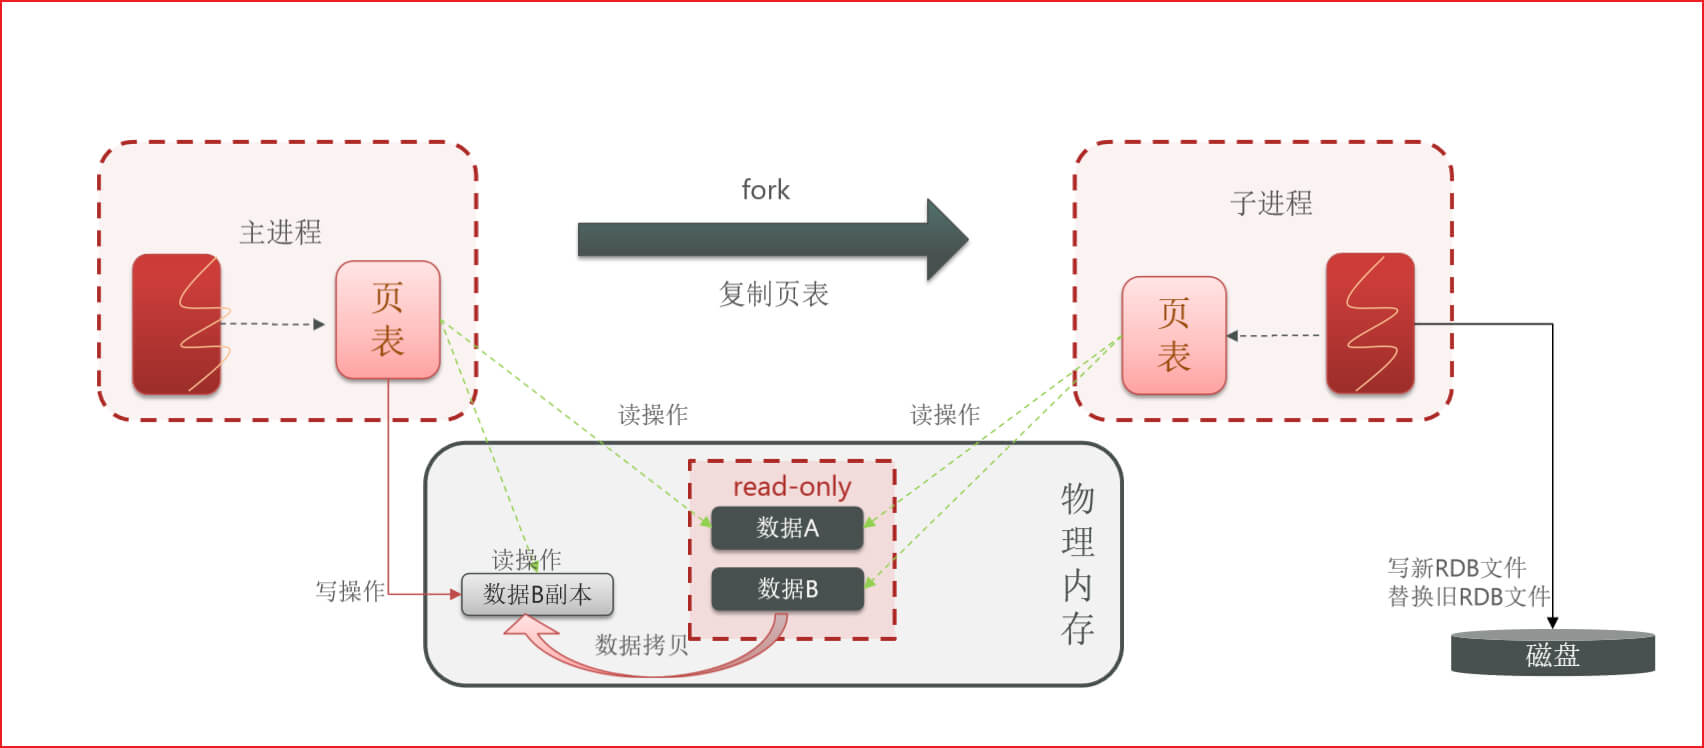 fork
复制页表
主进程
页
表
子进程
页
表
读操作
读操作
read-only
数据A
数据B
读操作
数据B副本
写操作
数据拷贝
物
理
内
存
写新RDB文件
替换旧RDB文件
磁盘